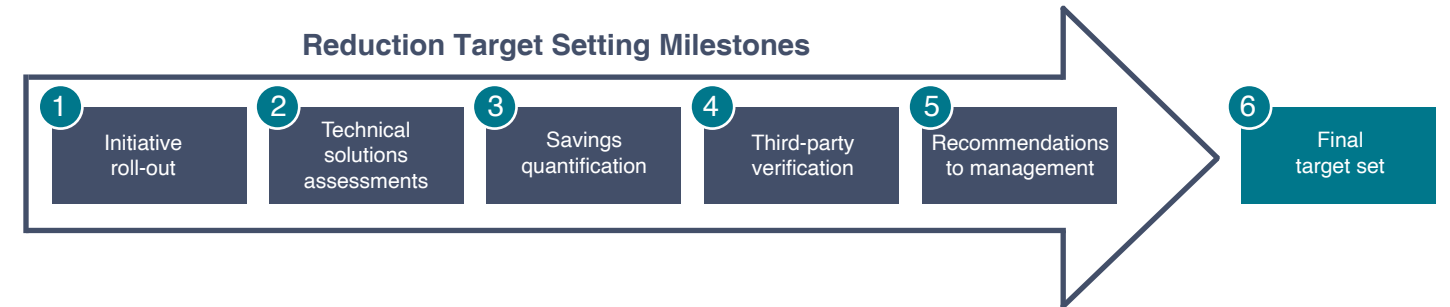 Reduction Target Setting Milestones
1
Initiative
roll-out
2
Technical
solutions
assessments
3
Savings
quantification
4
Third-party
verification
5
Recommendations
to management
6
Final
target set